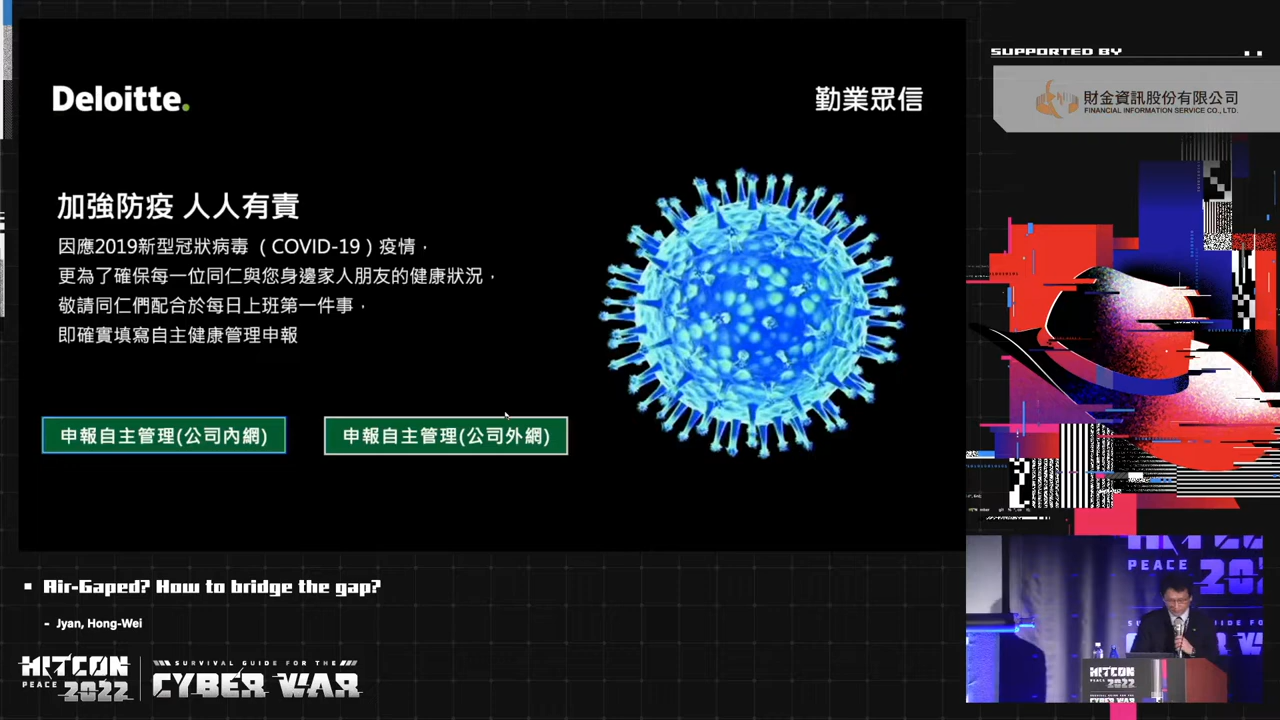 Deloitte.
勤業眾信
加強防疫 人人有責
因應2019新型冠狀病毒（COVID-19）疫情，
更為了確保每一位同仁與您身邊家人朋友的健康狀況，
敬請同仁們配合於每日上班第一件事，
即確實填寫自主健康管理申報
申報自主管理(公司內網)
申報自主管理(公司外網)
SUPPORTED BY
財金資訊股份有限公司
FINANCIAL INFORMATION SERVICE CO., LTD.
Air-Gaped? How to bridge the gap?
- Jyan, Hong-Wei
HITCON
PEACE 2022
SURVIVAL GUIDE FOR THE
CYBER WAR
PEACE 2022
HITCON
PEACE 2022